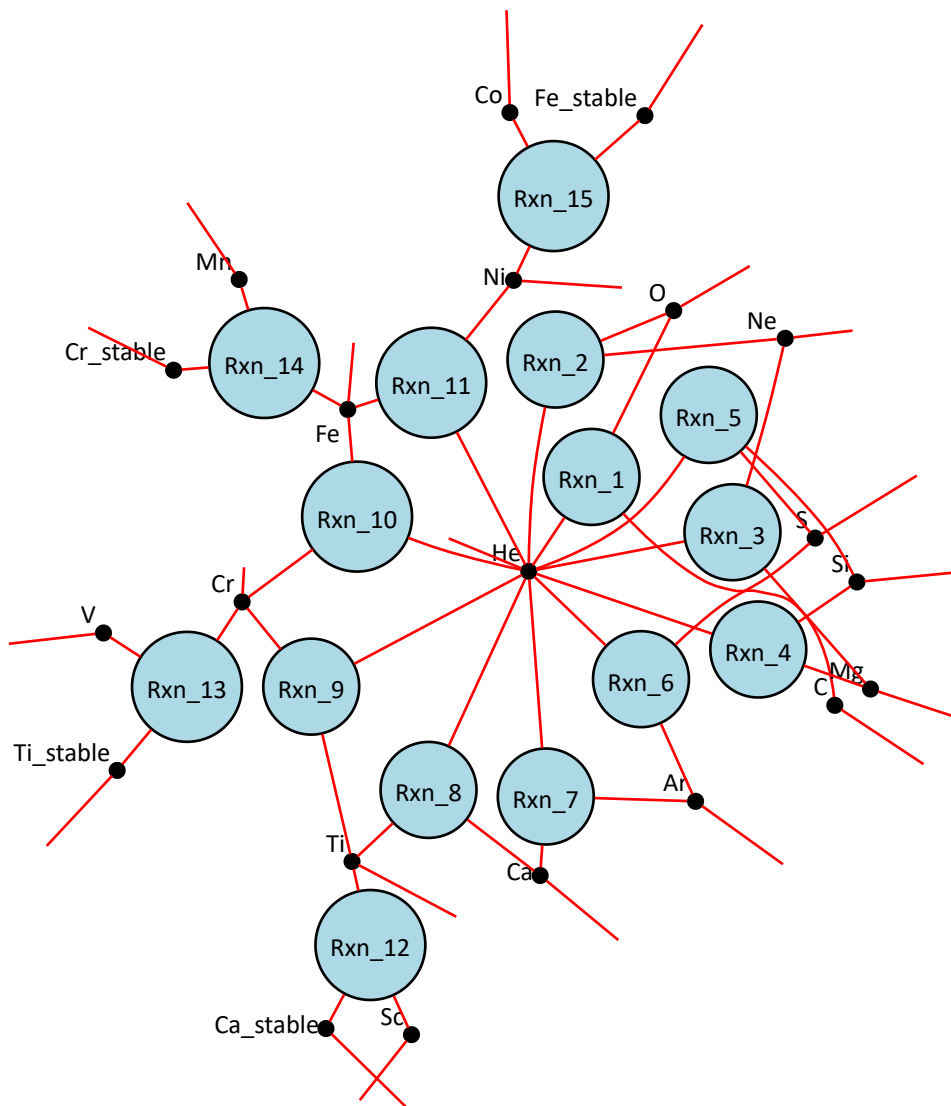 Co
Fe_stable
Rxn_15
Mn
Ni
O
Ne
Cr_stable
Rxn_14
Rxn_11
Rxn_2
Fe
Rxn_5
Rxn_1
Rxn_10
Rxn_3
S
He
Si
Cr
V
Rxn_13
Rxn_9
Rxn_6
Rxn_4
Mg
C
Ti_stable
Rxn_8
Rxn_7
Ar
Ti
Ca
Rxn_12
Ca_stable
Sc